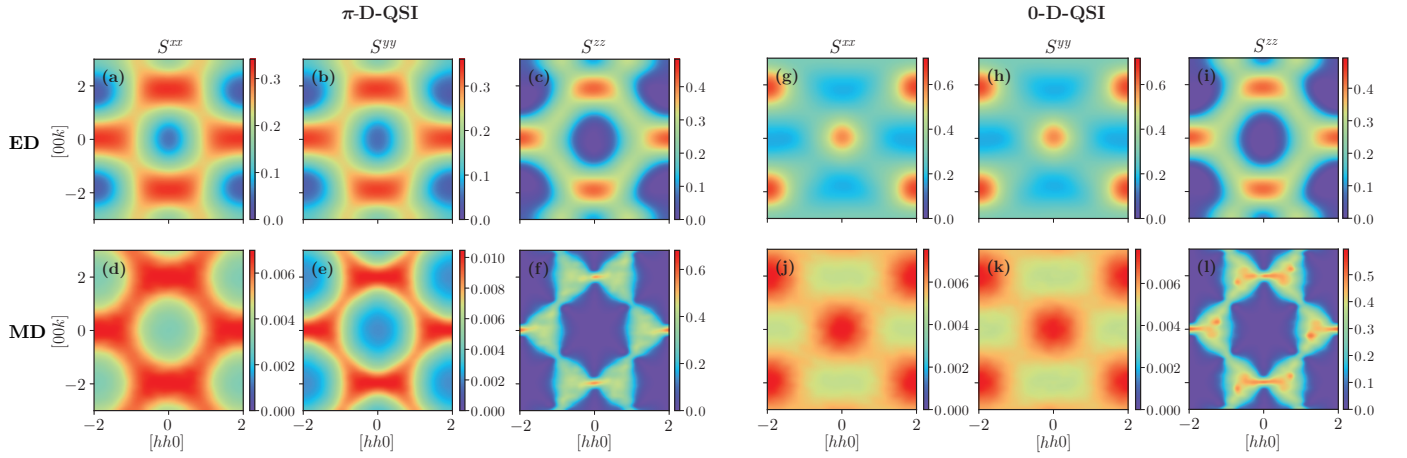 π-D-QSI 0-D-QSI
S^{xx} S^{yy} S^{zz} S^{xx} S^{yy} S^{zz}
ED
[00k]
2 0 −2
(a) 0.3 0.2 0.1 0.0
(b) 0.3 0.2 0.1 0.0
(c) 0.4 0.3 0.2 0.1 0.0
(g) 0.6 0.4 0.2 0.0
(h) 0.6 0.4 0.2 0.0
(i) 0.4 0.3 0.2 0.1 0.0
MD
[00k]
2 0 −2
(d) 0.006 0.004 0.002 0.000
(e) 0.010 0.008 0.006 0.004 0.002 0.000
(f) 0.6 0.4 0.2 0.0
(j) 0.006 0.004 0.002 0.000
(k) 0.006 0.004 0.002 0.000
(l) 0.5 0.4 0.3 0.2 0.1 0.0
−2 0 2 −2 0 2 −2 0 2 −2 0 2 −2 0 2 −2 0 2
[hh0] [hh0] [hh0] [hh0] [hh0] [hh0]